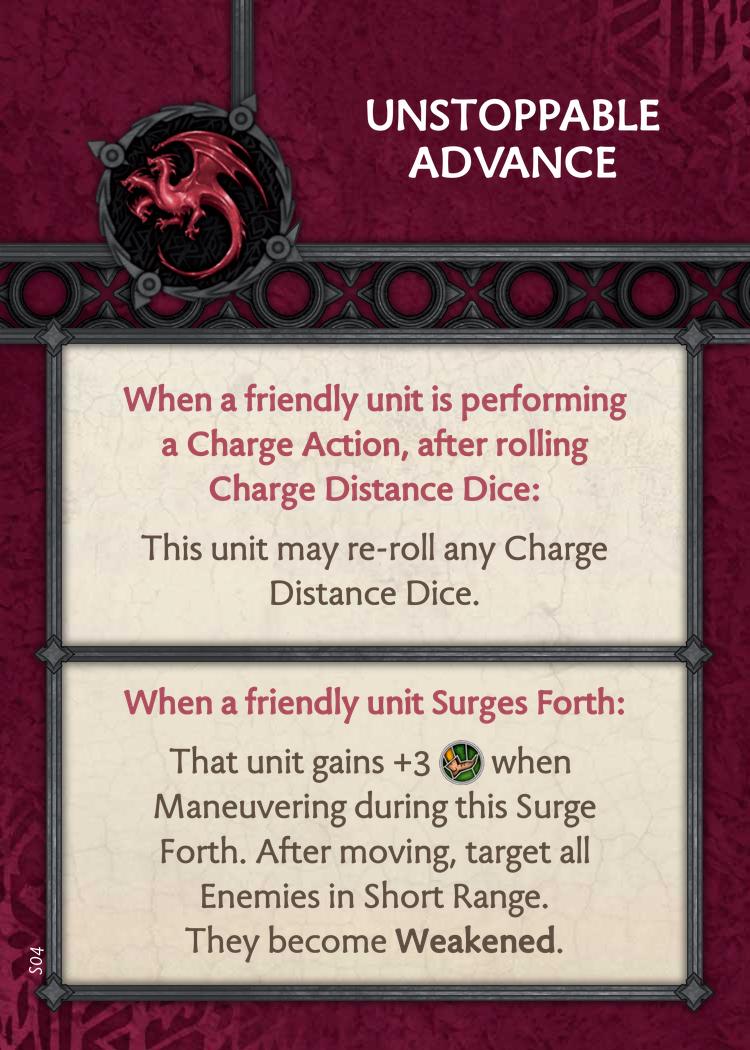 UNSTOPPABLE
ADVANCE
When a friendly unit is performing
a Charge Action, after rolling
Charge Distance Dice:
This unit may re-roll any Charge
Distance Dice.
When a friendly unit Surges Forth:
That unit gains +3 when
Maneuvering during this Surge
Forth. After moving, target all
Enemies in Short Range.
They become Weakened.
S04